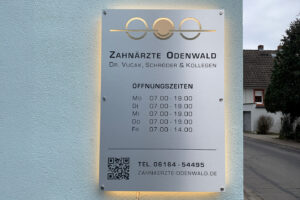 ZAHNÄRZTE ODENWALD
DR. VUCAK, SCHREIBER & KOLLEGEN
ÖFFNUNGSZEITEN
MO 07.00 - 19.00
DI 07.00 - 19.00
MI 07.00 - 19.00
DO 07.00 - 19.00
FR 07.00 - 14.00
TEL 06164 - 54495
ZAHNAERZTE-ODENWALD.DE